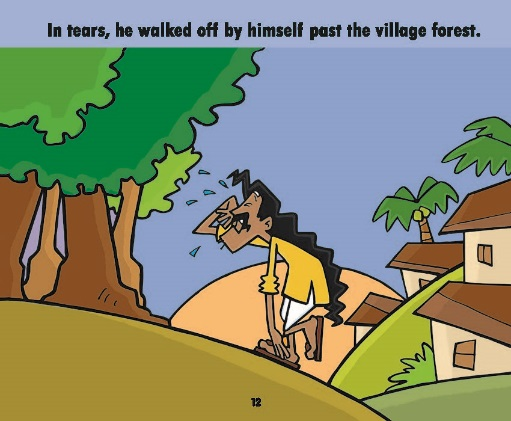 In tears, he walked off by himself past the village forest.
12